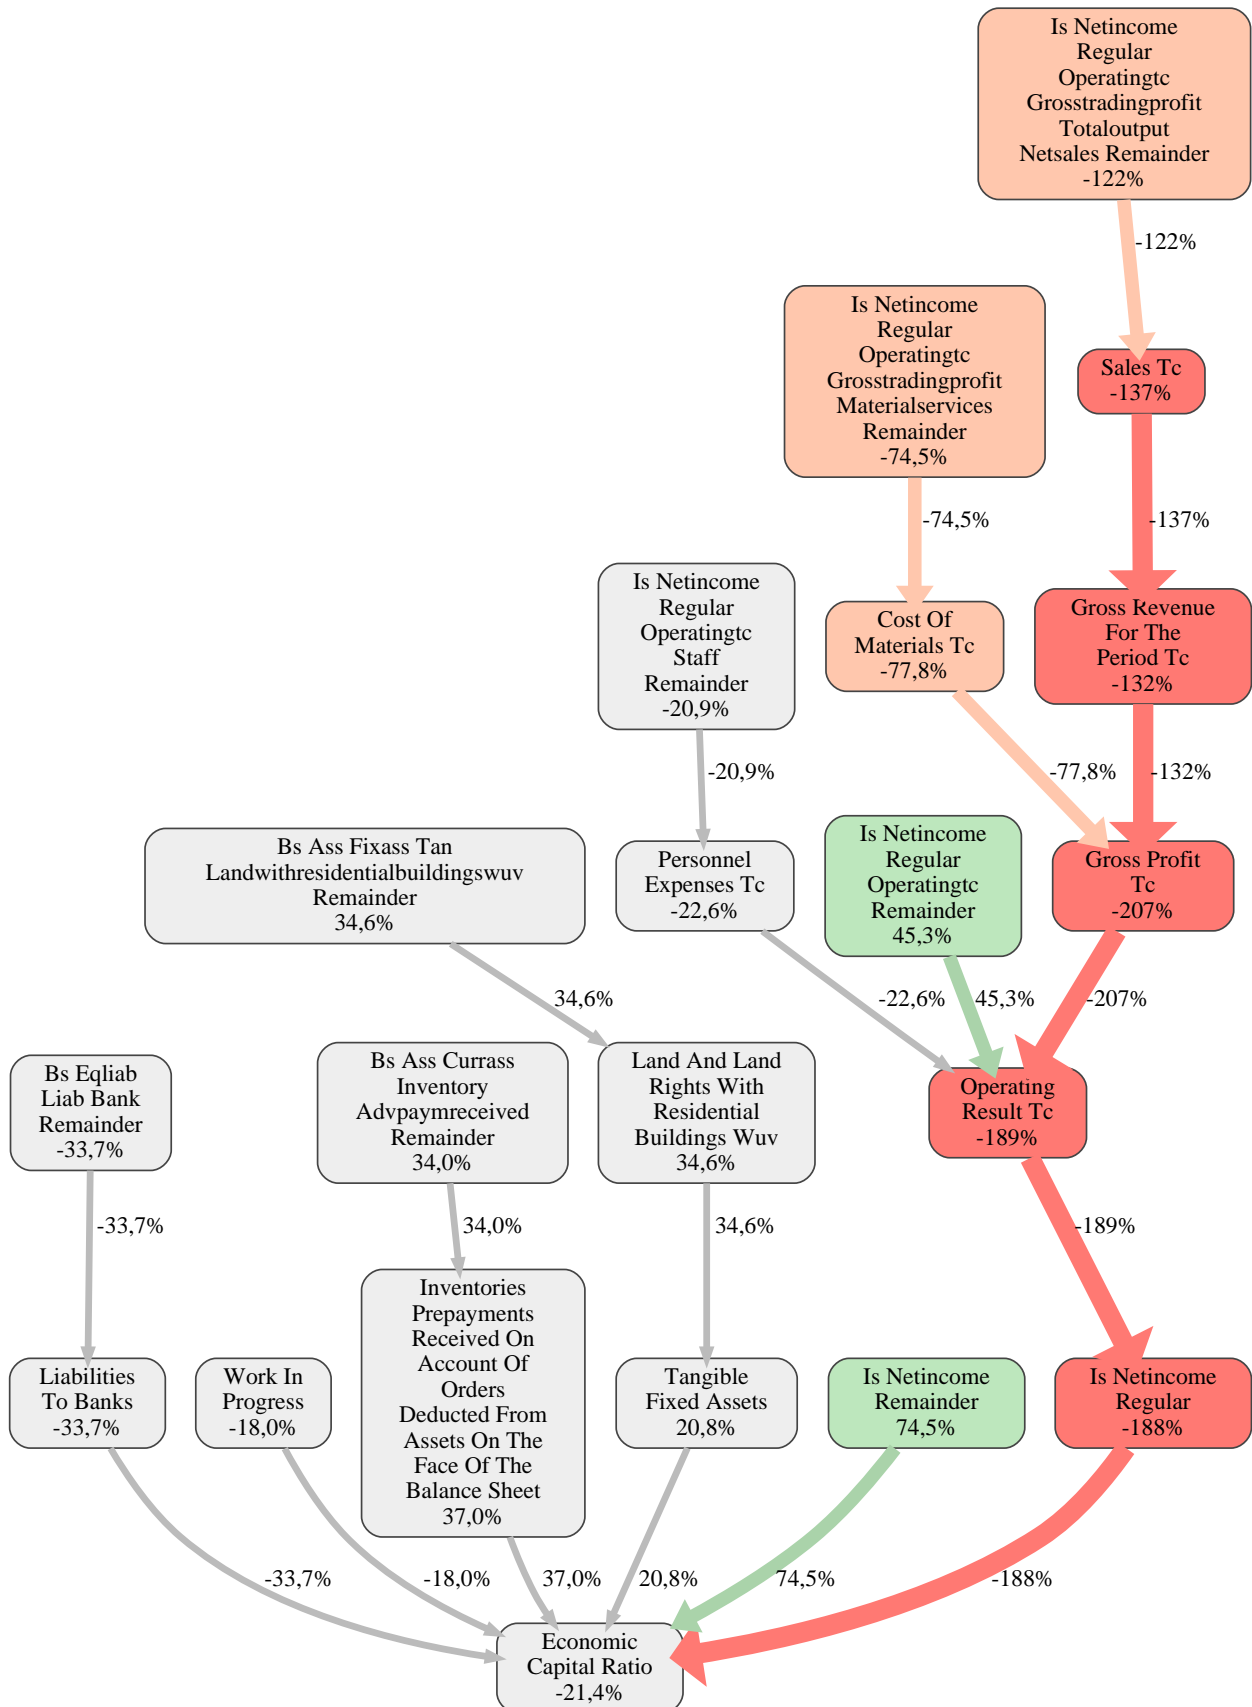 Is Netincome
Regular
Operatingtc
Grosstradingprofit
Totaloutput
Netsales Remainder
-122%
-122%
Is Netincome
Regular
Operatingtc
Grosstradingprofit
Materialservices
Remainder
-74,5%
Sales Tc
-137%
-74,5%
-137%
Is Netincome
Regular
Operatingtc
Staff
Remainder
-20,9%
Cost Of
Materials Tc
-77,8%
Gross Revenue
For The
Period Tc
-132%
-20,9%
-77,8%
-132%
Bs Ass Fixass Tan
Landwithresidentialbuildingswuv
Remainder
34,6%
Personnel
Expenses Tc
-22,6%
Is Netincome
Regular
Operatingtc
Remainder
45,3%
Gross Profit
Tc
-207%
34,6%
-22,6%
45,3%
-207%
Bs Eqliab
Liab Bank
Remainder
-33,7%
Bs Ass Currass
Inventory
Advpaymreceived
Remainder
34,0%
Land And Land
Rights With
Residential
Buildings Wuv
34,6%
Operating
Result Tc
-189%
-33,7%
34,0%
34,6%
-189%
Liabilities
To Banks
-33,7%
Work In
Progress
-18,0%
Inventories
Prepayments
Received On
Account Of
Orders
Deducted From
Assets On The
Face Of The
Balance Sheet
37,0%
Tangible
Fixed Assets
20,8%
Is Netincome
Remainder
74,5%
Is Netincome
Regular
-188%
-33,7%
-18,0%
37,0%
20,8%
74,5%
-188%
Economic
Capital Ratio
-21,4%